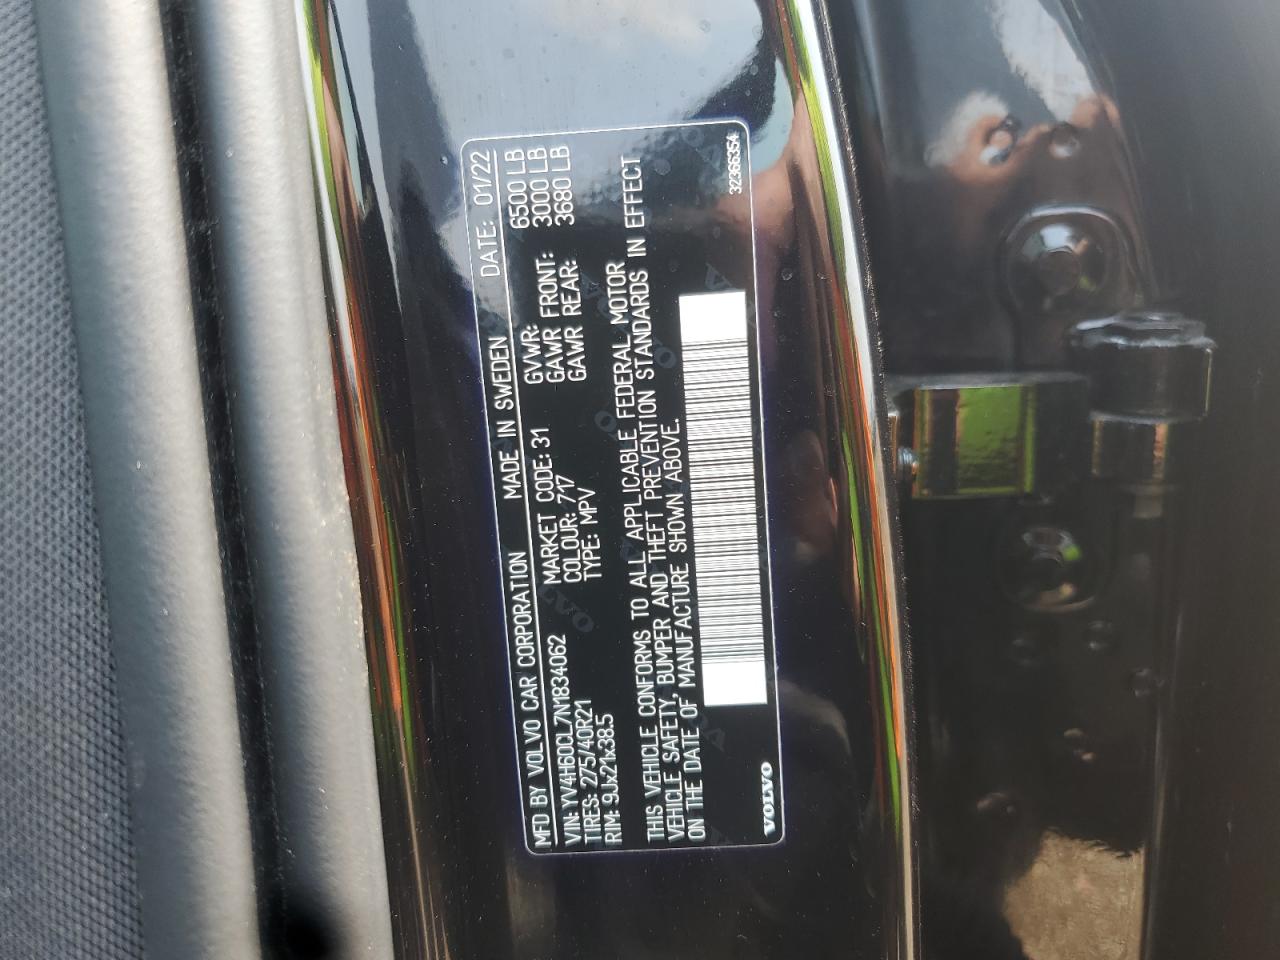 MFD BY VOLVO CAR CORPORATION MADE IN SWEDEN DATE: 01/22
VIN: YV4H60CL7N1834062 MARKET CODE: 31 GVWR: 6500 LB
TIRES: 275/40R21 COLOUR: 717 GAWR FRONT: 3000 LB
RIM: 9Jx21x38.5 TYPE: MPV GAWR REAR: 3680 LB
THIS VEHICLE CONFORMS TO ALL APPLICABLE FEDERAL MOTOR
VEHICLE SAFETY, BUMPER AND THEFT PREVENTION STANDARDS IN EFFECT
ON THE DATE OF MANUFACTURE SHOWN ABOVE.
VOLVO 32366354